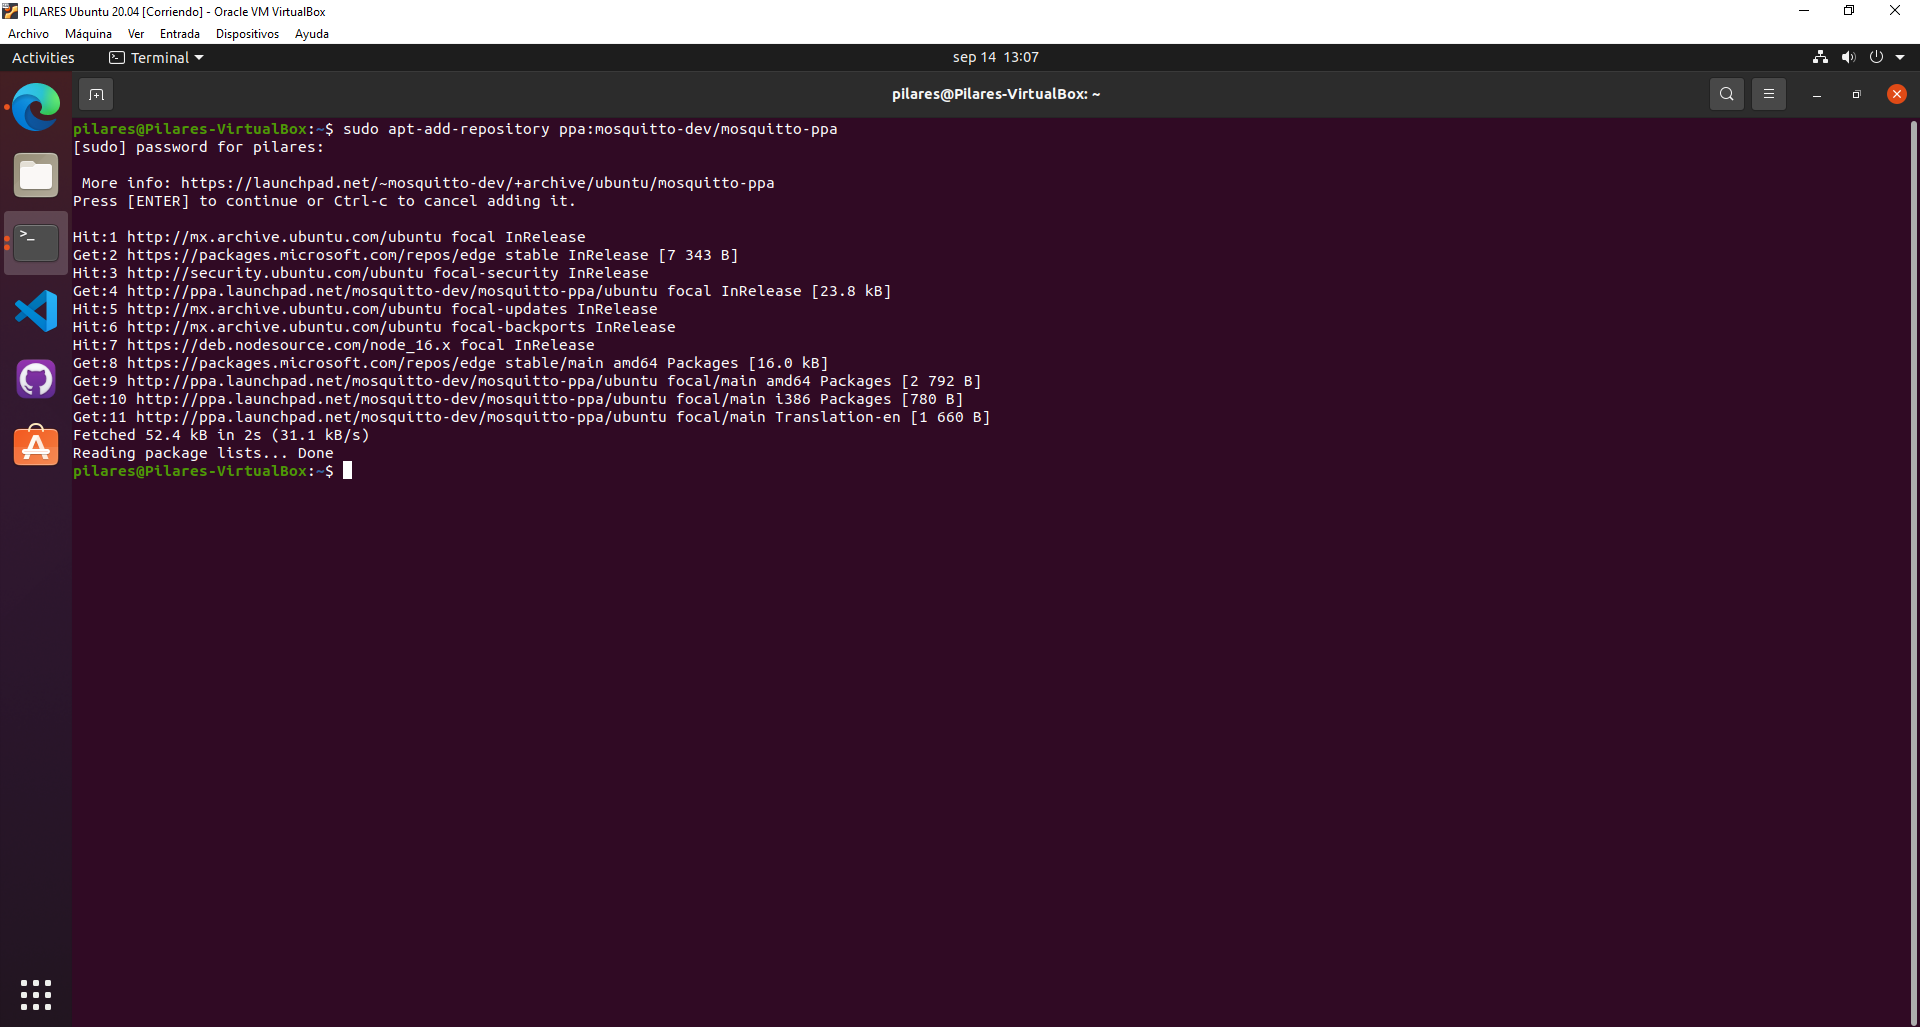 PILARES Ubuntu 20.04 [Corriendo] - Oracle VM VirtualBox
Archivo Máquina Ver Entrada Dispositivos Ayuda
Activities Terminal sep 14 13:07
pilares@Pilares-VirtualBox: ~
pilares@Pilares-VirtualBox:~$ sudo apt-add-repository ppa:mosquitto-dev/mosquitto-ppa
[sudo] password for pilares:
More info: https://launchpad.net/~mosquitto-dev/+archive/ubuntu/mosquitto-ppa
Press [ENTER] to continue or Ctrl-c to cancel adding it.
Hit:1 http://mx.archive.ubuntu.com/ubuntu focal InRelease
Get:2 https://packages.microsoft.com/repos/edge stable InRelease [7 343 B]
Hit:3 http://security.ubuntu.com/ubuntu focal-security InRelease
Get:4 http://ppa.launchpad.net/mosquitto-dev/mosquitto-ppa/ubuntu focal InRelease [23.8 kB]
Hit:5 http://mx.archive.ubuntu.com/ubuntu focal-updates InRelease
Hit:6 http://mx.archive.ubuntu.com/ubuntu focal-backports InRelease
Hit:7 https://deb.nodesource.com/node_16.x focal InRelease
Get:8 https://packages.microsoft.com/repos/edge stable/main amd64 Packages [16.0 kB]
Get:9 http://ppa.launchpad.net/mosquitto-dev/mosquitto-ppa/ubuntu focal/main amd64 Packages [2 792 B]
Get:10 http://ppa.launchpad.net/mosquitto-dev/mosquitto-ppa/ubuntu focal/main i386 Packages [780 B]
Get:11 http://ppa.launchpad.net/mosquitto-dev/mosquitto-ppa/ubuntu focal/main Translation-en [1 660 B]
Fetched 52.4 kB in 2s (31.1 kB/s)
Reading package lists... Done
pilares@Pilares-VirtualBox:~$